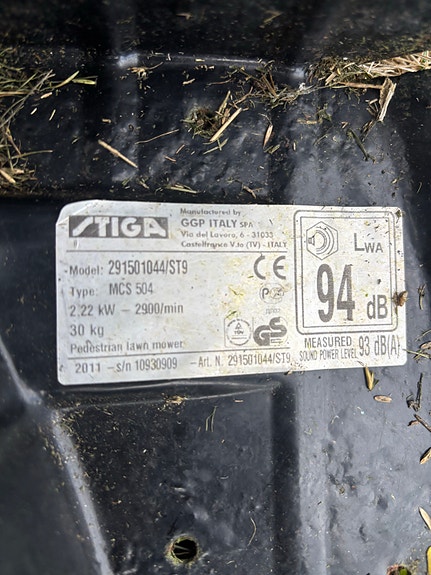 STIGA
Manufactured by
GGP ITALY SPA
Via del Lavoro, 6 - 31033
Castelfranco V.to (TV) - ITALY
Model: 291501044/ST9
Type: MCS 504
2,22 kW - 2900/min
30 kg
Pedestrian lawn mower
2011 - s/n 10930909 - Art. N. 291501044/ST9
CE
GS
LWA
94 dB
MEASURED
SOUND POWER LEVEL 93 dB(A)